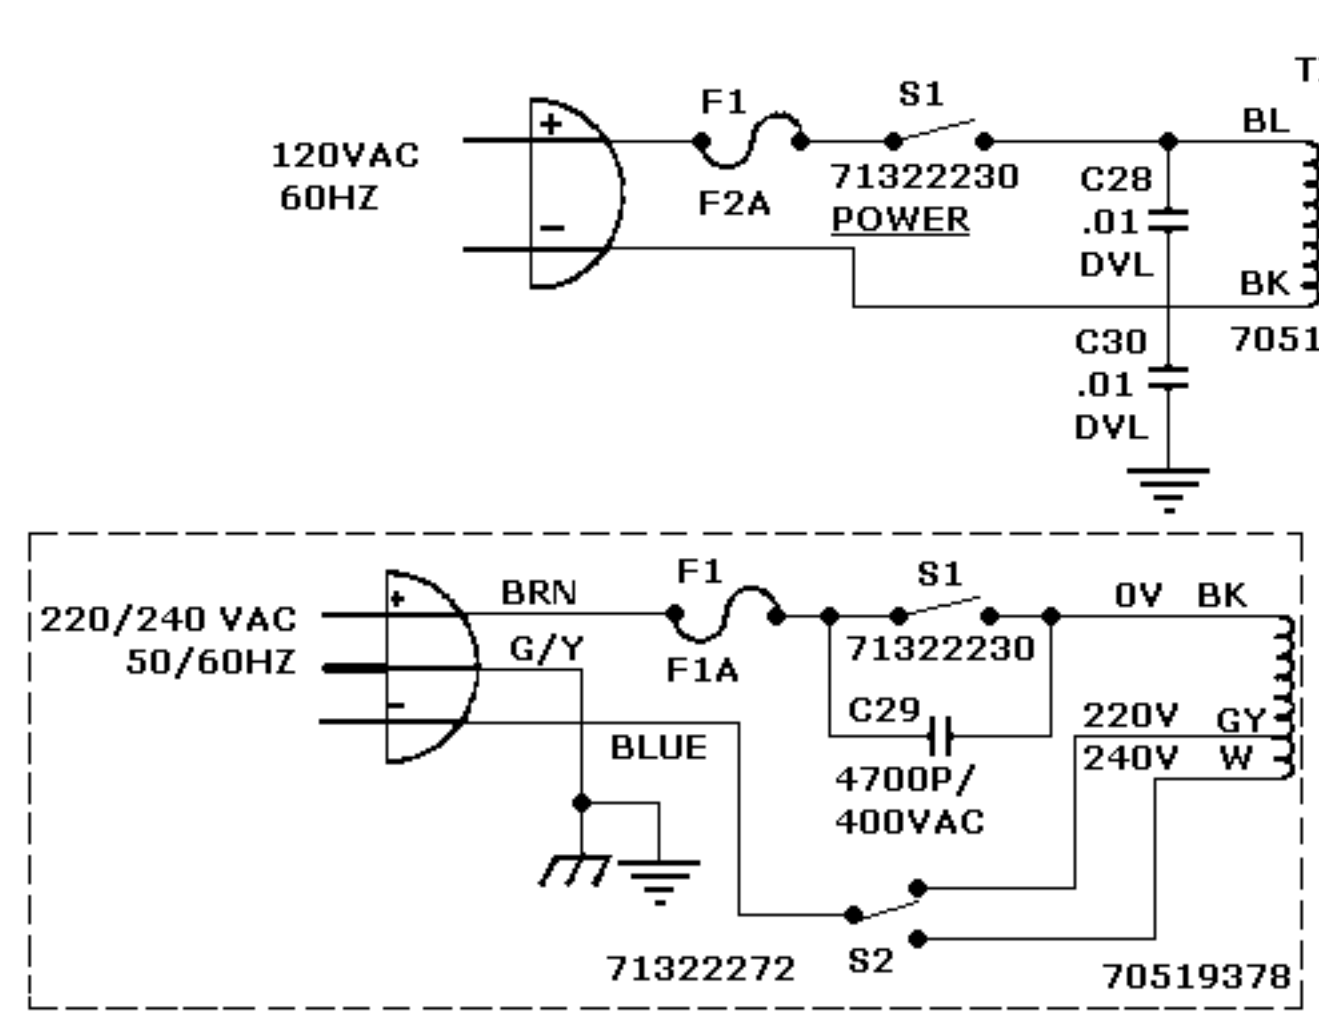 T
F1
S1
BL
+
120VAC
60HZ
71322230
C28
F2A
.01
POWER
−
DVL
BK
C30
7051
.01
DVL
F1
S1
BRN
0V BK
+
220/240 VAC
G/Y
71322230
50/60HZ
F1A
C29
220V GY
−
BLUE
240V W
4700P/
400VAC
71322272
S2
70519378